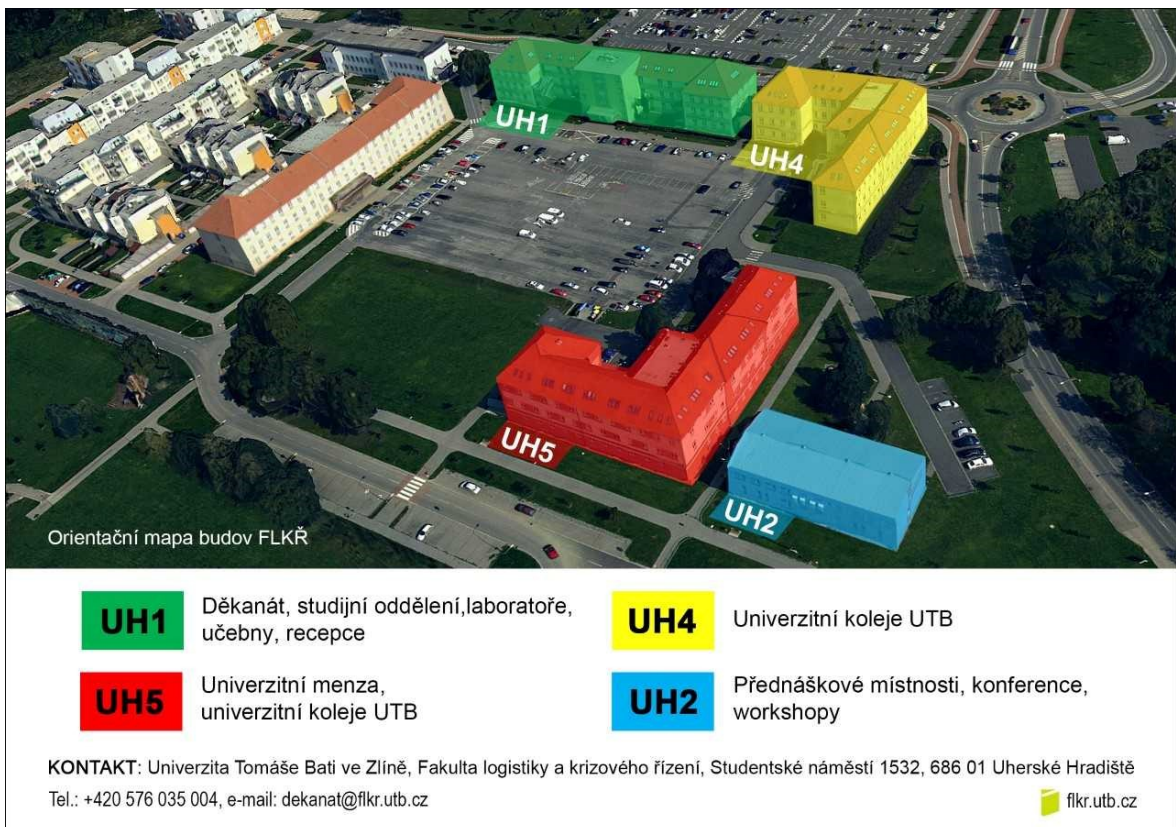 UH1
UH4
UH5
UH2
Orientační mapa budov FLKŘ
UH1
Děkanát, studijní oddělení,laboratoře,
učebny, recepce
UH4
Univerzitní koleje UTB
UH5
Univerzitní menza,
univerzitní koleje UTB
UH2
Přednáškové místnosti, konference,
workshopy
KONTAKT: Univerzita Tomáše Bati ve Zlíně, Fakulta logistiky a krizového řízení, Studentské náměstí 1532, 686 01 Uherské Hradiště
Tel.: +420 576 035 004, e-mail: dekanat@flkr.utb.cz
flkr.utb.cz